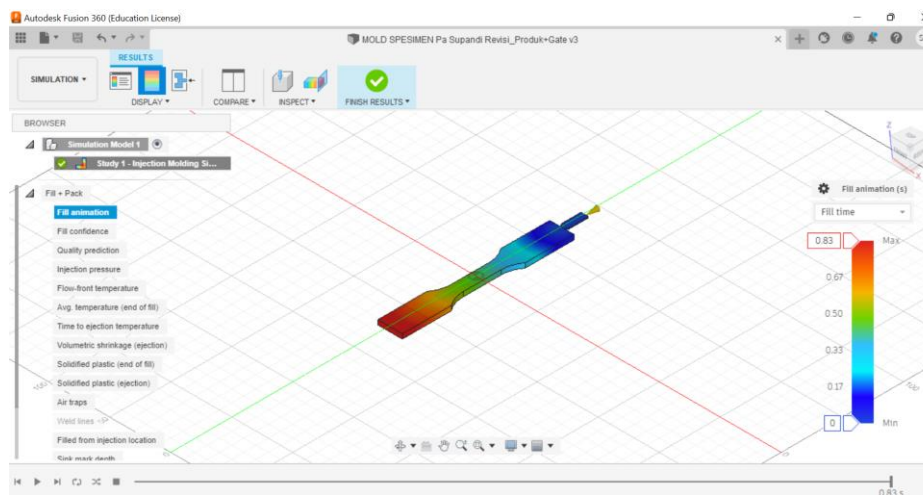 Autodesk Fusion 360 (Education License)
MOLD SPESIMEN Pa Supandi Revisi_Produk+Gate v3
RESULTS
SIMULATION
DISPLAY
COMPARE
INSPECT
FINISH RESULTS
BROWSER
Simulation Model 1
Study 1 - Injection Molding Si...
Fill + Pack
Fill animation
Fill confidence
Quality prediction
Injection pressure
Flow-front temperature
Avg. temperature (end of fill)
Time to ejection temperature
Volumetric shrinkage (ejection)
Solidified plastic (end of fill)
Solidified plastic (ejection)
Air traps
Weld lines
Filled from injection location
Sink mark depth
Z
X
Fill animation (s)
Fill time
0.83 Max
0.67
0.50
0.33
0.17
0 Min
0.83 s